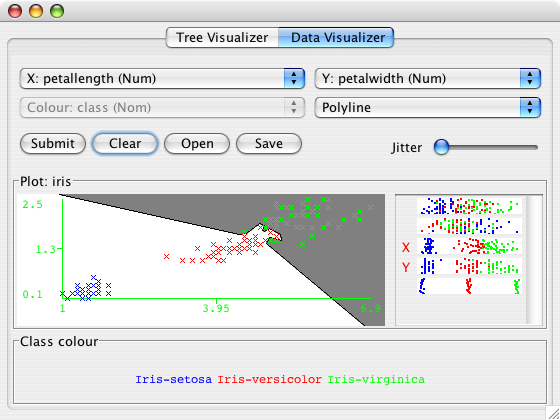 Tree Visualizer Data Visualizer
X: petallength (Num) Y: petalwidth (Num)
Colour: class (Nom) Polyline
Submit Clear Open Save Jitter
Plot: iris
2.5
1.3
0.1
1 3.95 6.9
X
Y
Class colour
Iris-setosa Iris-versicolor Iris-virginica